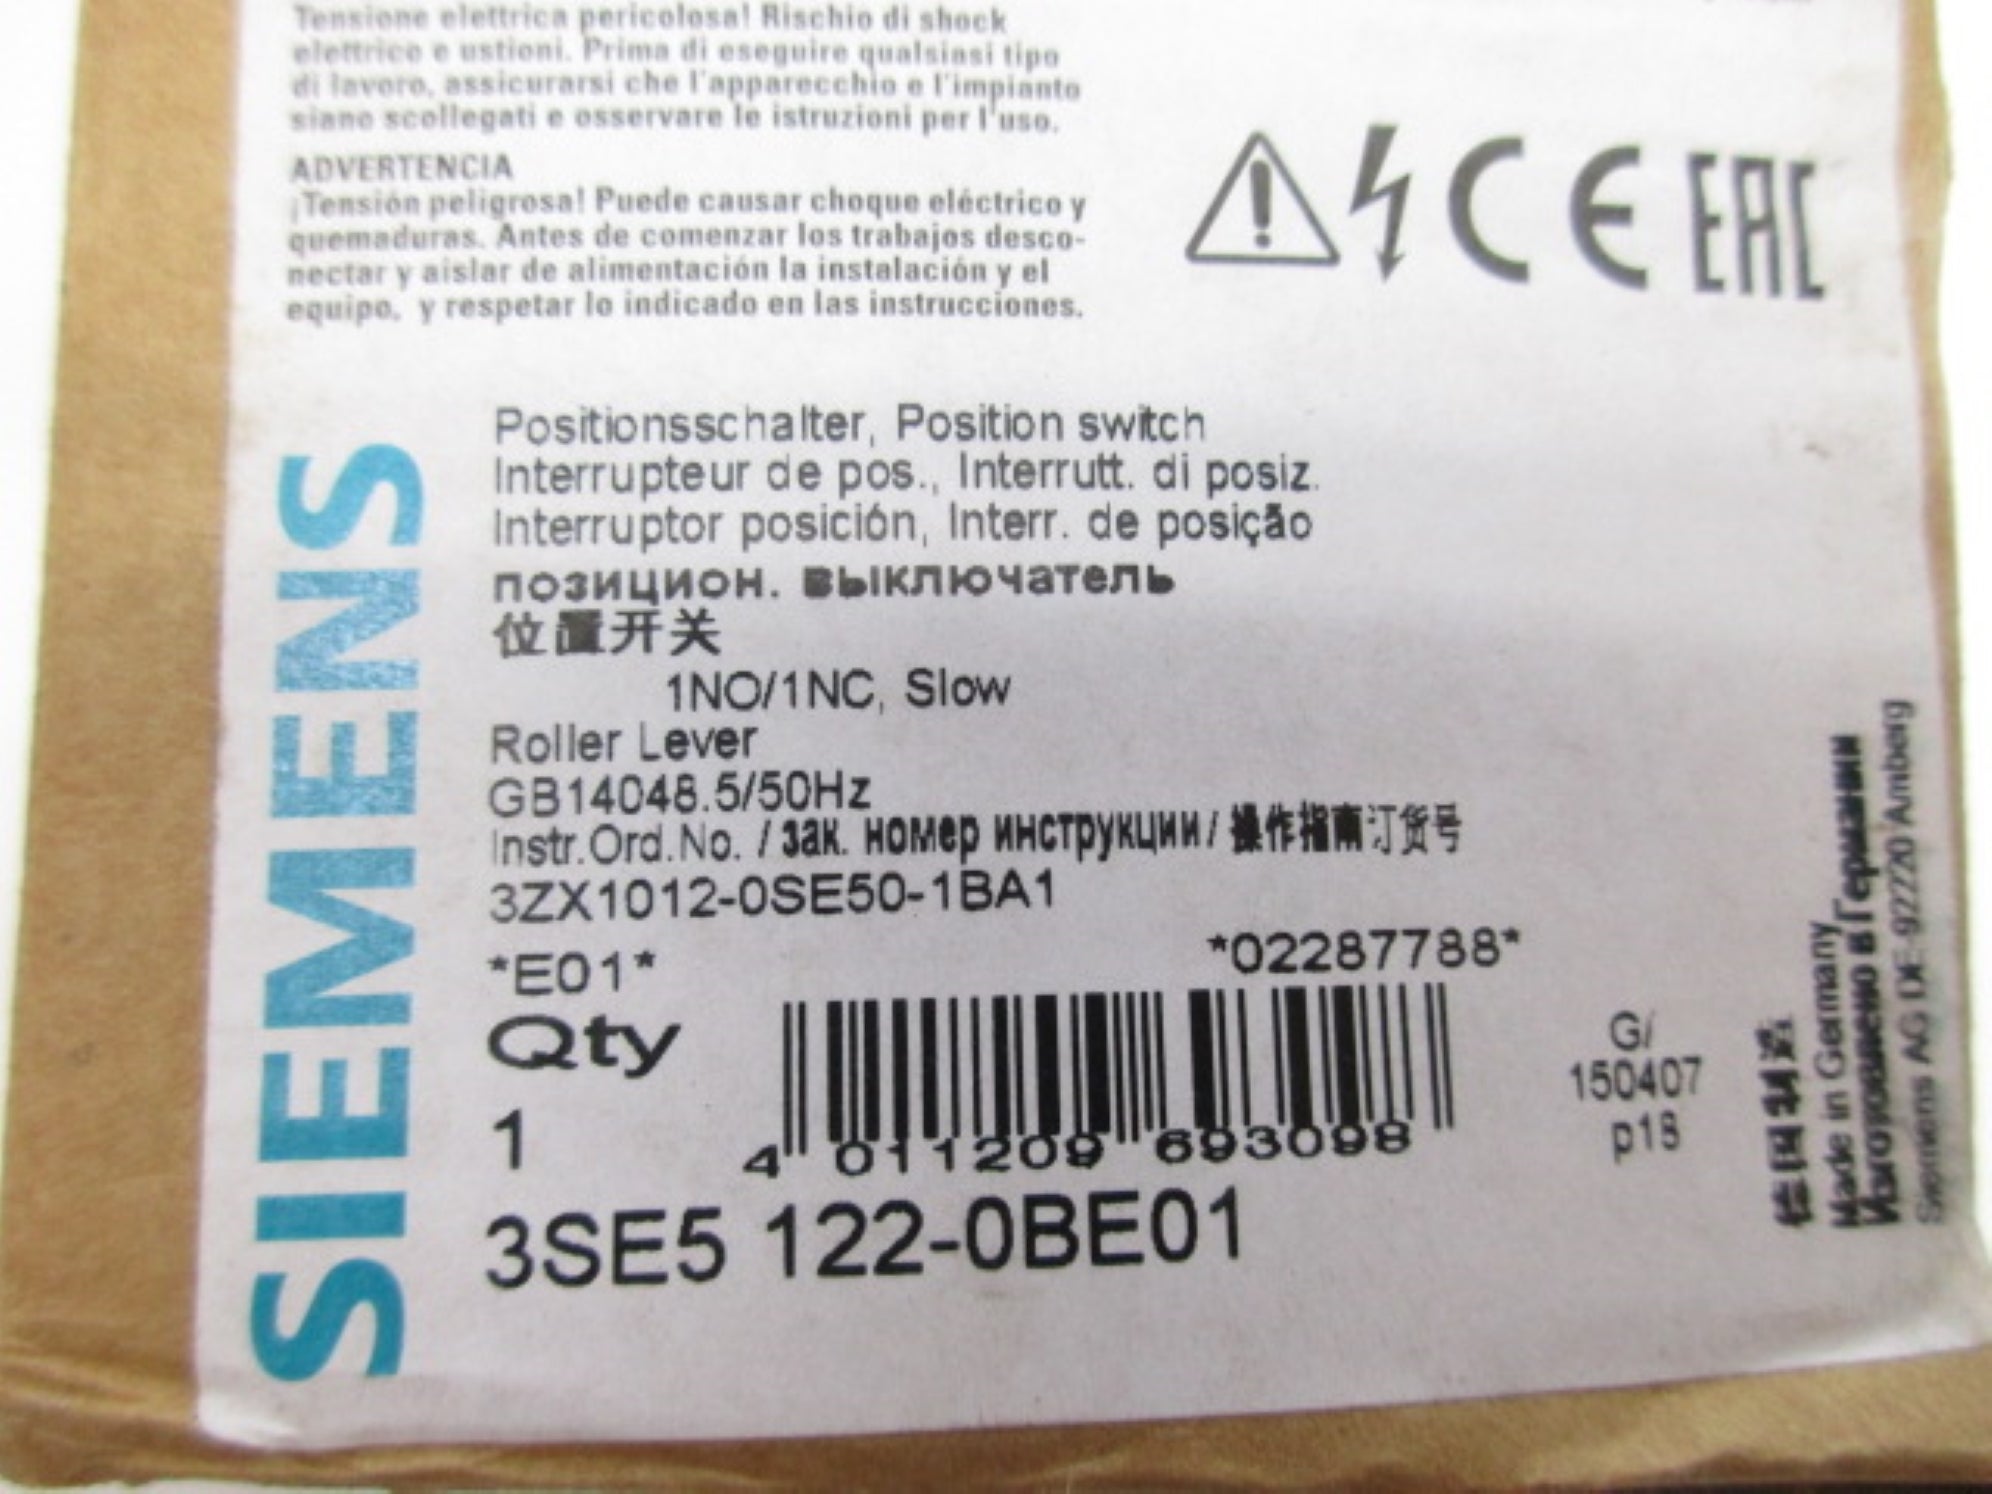 Tensione elettrica pericolosa! Rischio di shock
elettrico e ustioni. Prima di eseguire qualsiasi tipo
di lavoro, assicurarsi che l'apparecchio e l'impianto
siano scollegati e osservare le istruzioni per l'uso.
ADVERTENCIA
¡Tensión peligrosa! Puede causar choque eléctrico y
quemaduras. Antes de comenzar los trabajos desco-
nectar y aislar de alimentación la instalación y el
equipo, y respetar lo indicado en las instrucciones.
CE EAC
SIEMENS
Positionsschalter, Position switch
Interrupteur de pos., Interrutt. di posiz.
Interruptor posición, Interr. de posição
позицион. выключатель
位置开关
1NO/1NC, Slow
Roller Lever
GB14048.5/50Hz
Instr.Ord.No. / зак. номер инструкции / 操作指南订货号
3ZX1012-0SE50-1BA1
*E01* *02287788*
Qty
1
4 011209 693098
3SE5 122-0BE01
G/
150407
p18
德国制造
Made in Germany
Изготовлено в Германии
Siemens AG DE-92220 Amberg